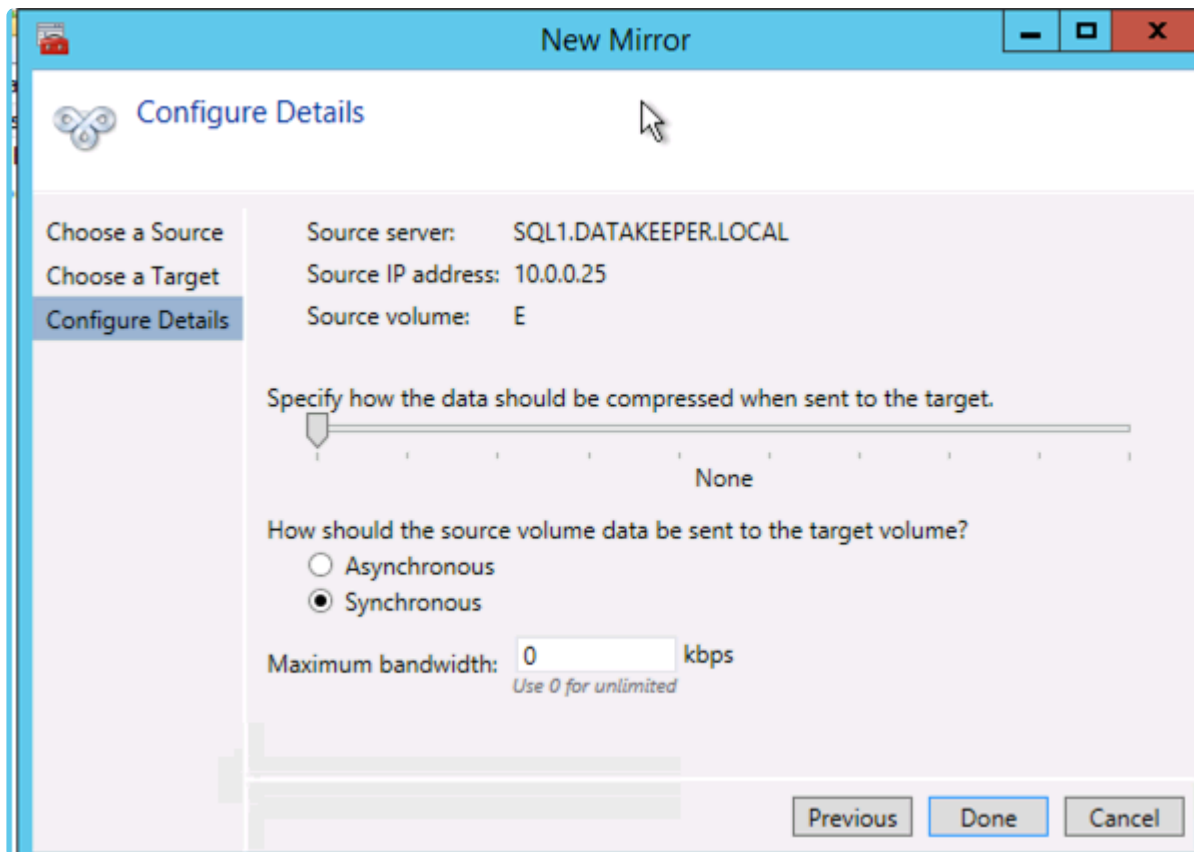 New Mirror
Configure Details
Choose a Source
Choose a Target
Configure Details
Source server: SQL1.DATAKEEPER.LOCAL
Source IP address: 10.0.0.25
Source volume: E
Specify how the data should be compressed when sent to the target.
None
How should the source volume data be sent to the target volume?
Asynchronous
Synchronous
Maximum bandwidth: 0 kbps
Use 0 for unlimited
Previous Done Cancel